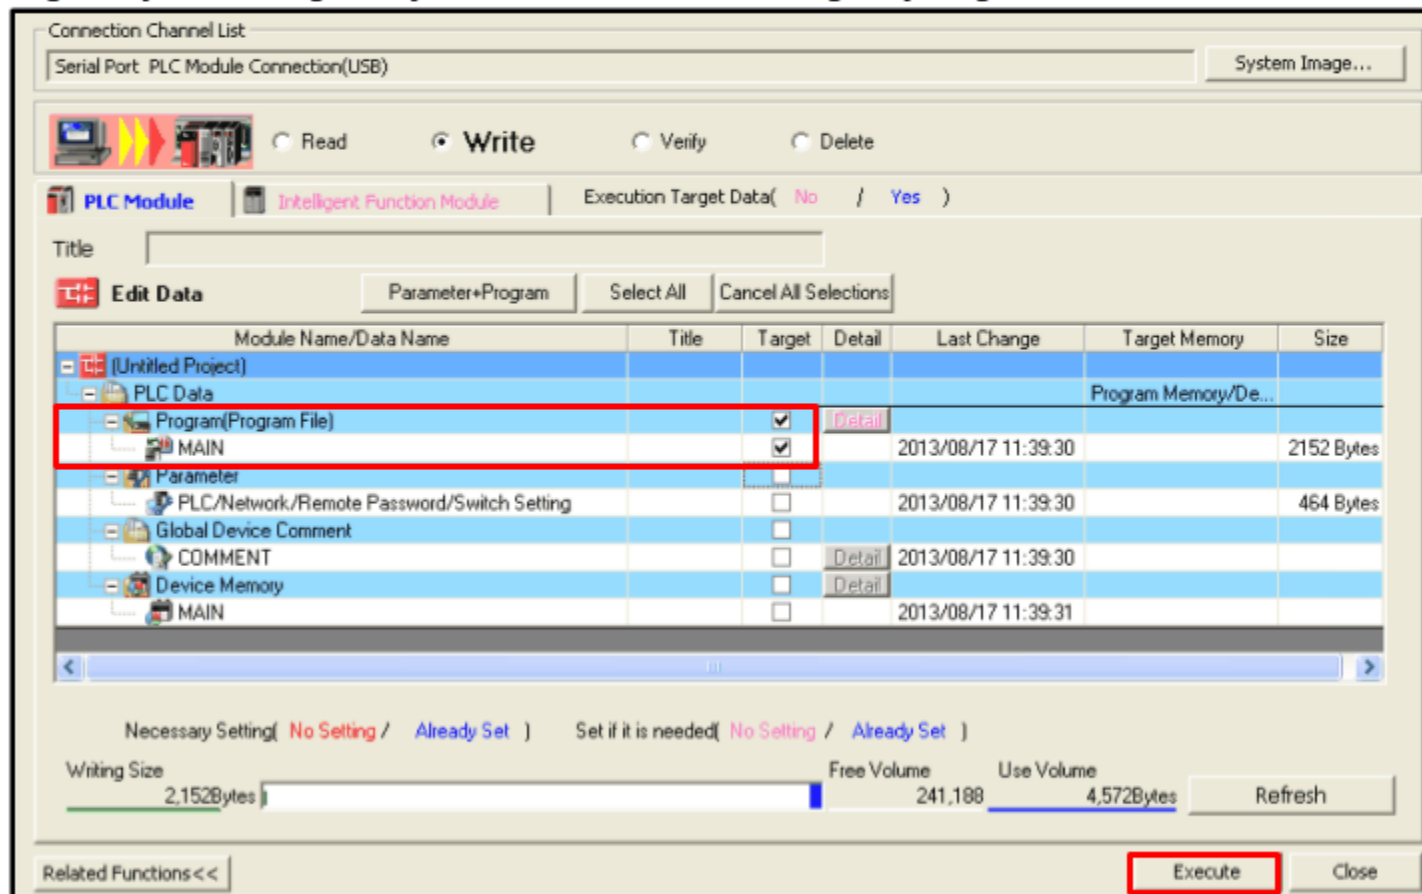 Connection Channel List
Serial Port PLC Module Connection(USB)
System Image...
Read Write Verify Delete
PLC Module Intelligent Function Module Execution Target Data( No / Yes )
Title
Edit Data Parameter+Program Select All Cancel All Selections
Module Name/Data Name Title Target Detail Last Change Target Memory Size
(Untitled Project)
PLC Data Program Memory/De...
Program(Program File) Detail
MAIN 2013/08/17 11:39:30 2152 Bytes
Parameter
PLC/Network/Remote Password/Switch Setting 2013/08/17 11:39:30 464 Bytes
Global Device Comment
COMMENT Detail 2013/08/17 11:39:30
Device Memory Detail
MAIN 2013/08/17 11:39:31
Necessary Setting( No Setting / Already Set ) Set if it is needed( No Setting / Already Set )
Writing Size Free Volume Use Volume
2,152Bytes 241,188 4,572Bytes Refresh
Related Functions<< Execute Close